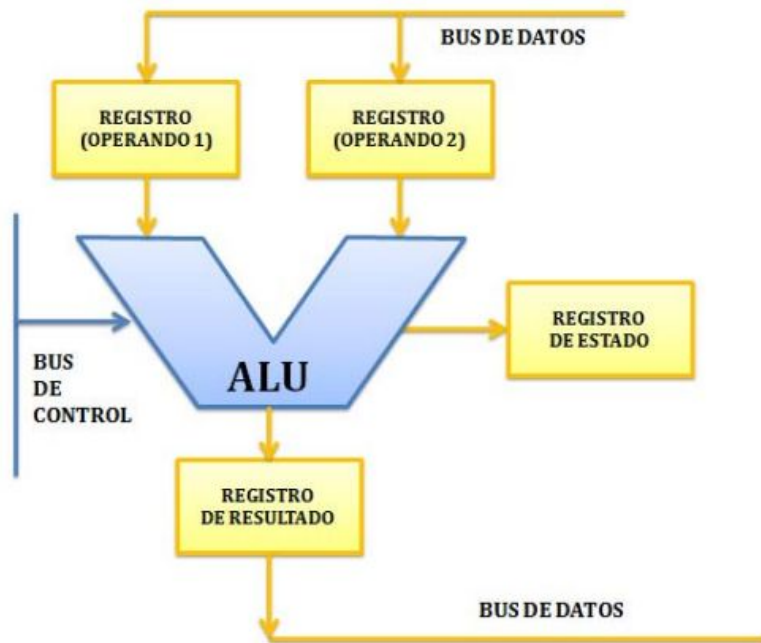 BUS DE DATOS
REGISTRO
(OPERANDO 1)
REGISTRO
(OPERANDO 2)
REGISTRO
DE ESTADO
BUS
DE
CONTROL
ALU
REGISTRO
DE RESULTADO
BUS DE DATOS